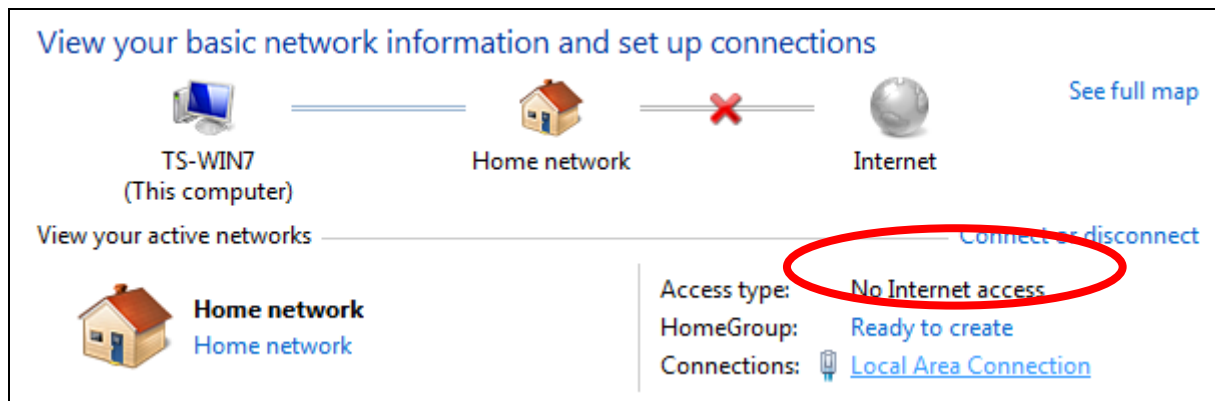 View your basic network information and set up connections
See full map
TS-WIN7
(This computer)
Home network
Internet
View your active networks
Connect or disconnect
Home network
Home network
Access type: No Internet access
HomeGroup: Ready to create
Connections: Local Area Connection